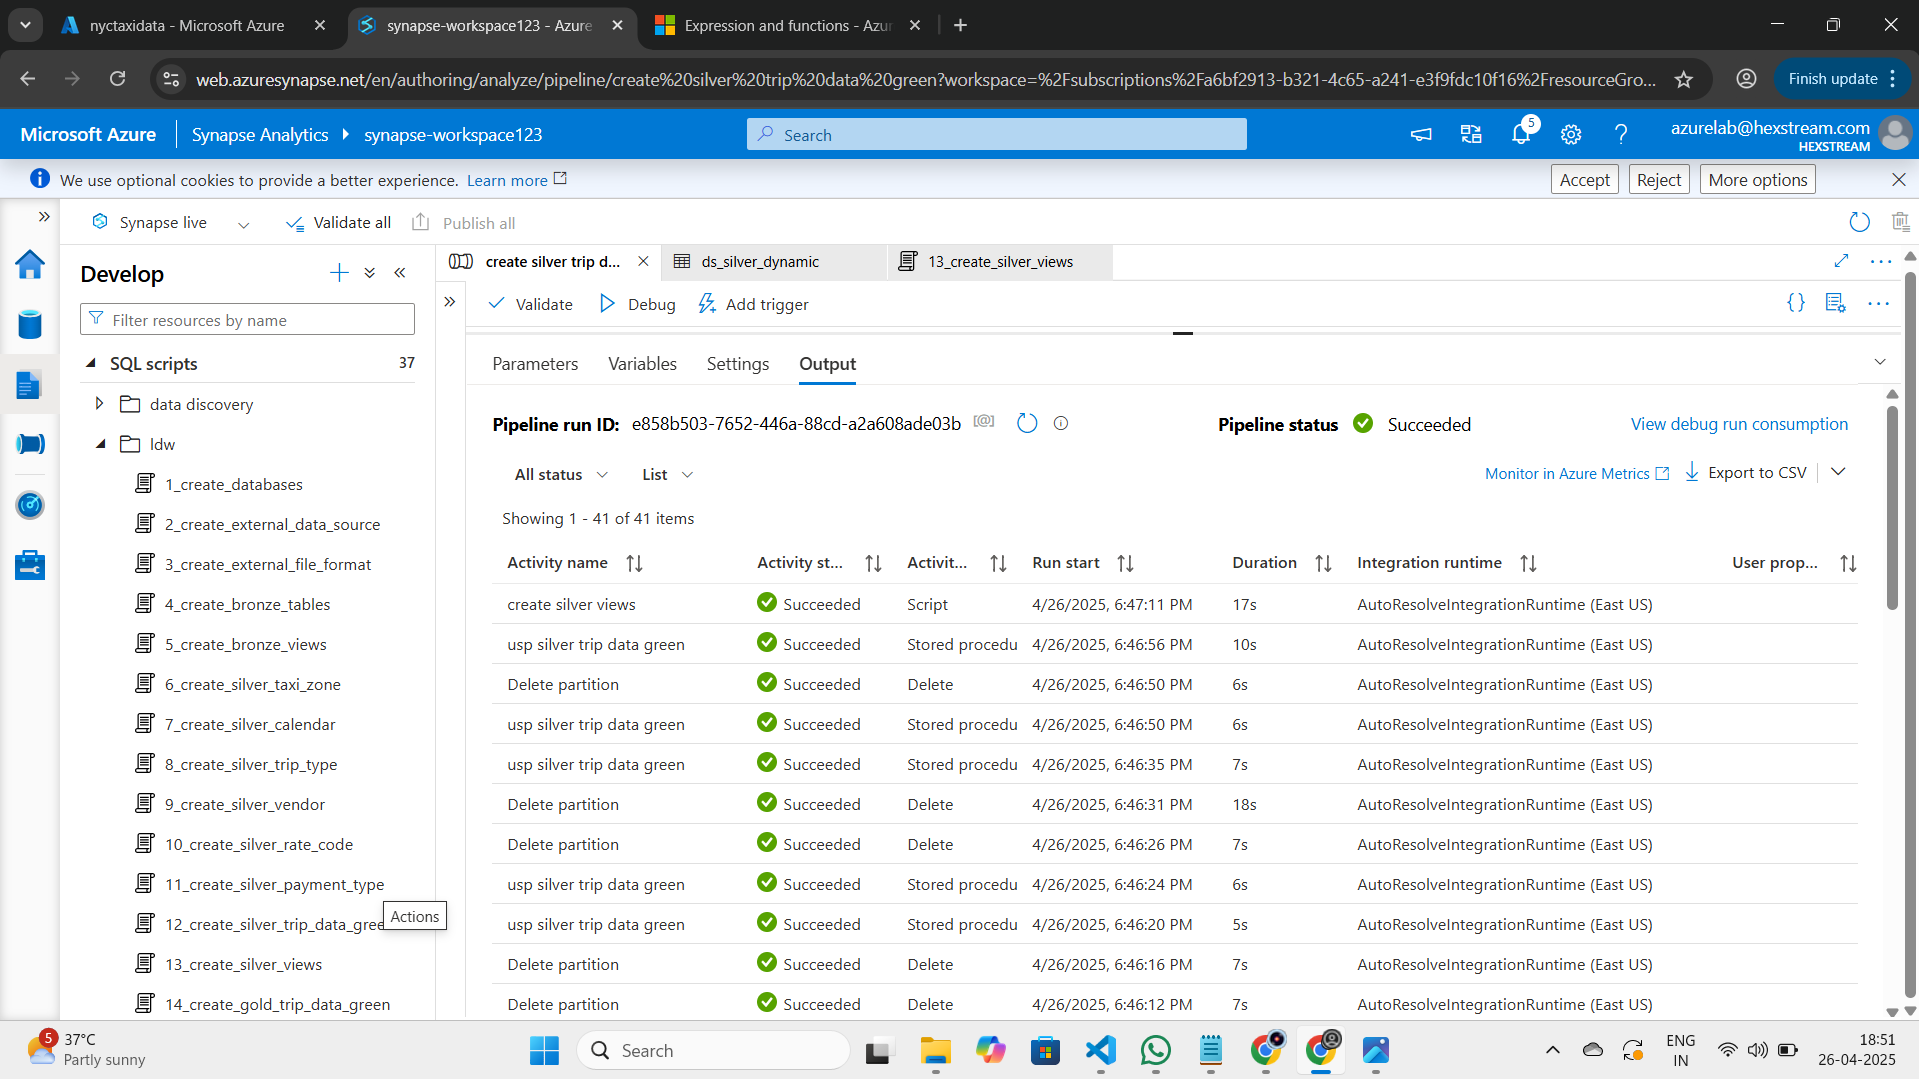 nyctaxidata - Microsoft Azure
synapse-workspace123 - Azure
Expression and functions - Azur
web.azuresynapse.net/en/authoring/analyze/pipeline/create%20silver%20trip%20data%20green?workspace=%2Fsubscriptions%2Fa6bf2913-b321-4c65-a241-e3f9fdc10f16%2FresourceGro...
Finish update
Microsoft Azure
Synapse Analytics
synapse-workspace123
Search
5
azurelab@hexstream.com
HEXSTREAM
We use optional cookies to provide a better experience. Learn more
Accept
Reject
More options
Synapse live
Validate all
Publish all
Develop
Filter resources by name
SQL scripts 37
data discovery
ldw
1_create_databases
2_create_external_data_source
3_create_external_file_format
4_create_bronze_tables
5_create_bronze_views
6_create_silver_taxi_zone
7_create_silver_calendar
8_create_silver_trip_type
9_create_silver_vendor
10_create_silver_rate_code
11_create_silver_payment_type
12_create_silver_trip_data_gree
Actions
13_create_silver_views
14_create_gold_trip_data_green
create silver trip d...
ds_silver_dynamic
13_create_silver_views
Validate
Debug
Add trigger
Parameters
Variables
Settings
Output
Pipeline run ID: e858b503-7652-446a-88cd-a2a608ade03b [@]
Pipeline status Succeeded
View debug run consumption
All status
List
Monitor in Azure Metrics
Export to CSV
Showing 1 - 41 of 41 items
Activity name Activity st... Activit... Run start Duration Integration runtime User prop...
create silver views Succeeded Script 4/26/2025, 6:47:11 PM 17s AutoResolveIntegrationRuntime (East US)
usp silver trip data green Succeeded Stored procedu 4/26/2025, 6:46:56 PM 10s AutoResolveIntegrationRuntime (East US)
Delete partition Succeeded Delete 4/26/2025, 6:46:50 PM 6s AutoResolveIntegrationRuntime (East US)
usp silver trip data green Succeeded Stored procedu 4/26/2025, 6:46:50 PM 6s AutoResolveIntegrationRuntime (East US)
usp silver trip data green Succeeded Stored procedu 4/26/2025, 6:46:35 PM 7s AutoResolveIntegrationRuntime (East US)
Delete partition Succeeded Delete 4/26/2025, 6:46:31 PM 18s AutoResolveIntegrationRuntime (East US)
Delete partition Succeeded Delete 4/26/2025, 6:46:26 PM 7s AutoResolveIntegrationRuntime (East US)
usp silver trip data green Succeeded Stored procedu 4/26/2025, 6:46:24 PM 6s AutoResolveIntegrationRuntime (East US)
usp silver trip data green Succeeded Stored procedu 4/26/2025, 6:46:20 PM 5s AutoResolveIntegrationRuntime (East US)
Delete partition Succeeded Delete 4/26/2025, 6:46:16 PM 7s AutoResolveIntegrationRuntime (East US)
Delete partition Succeeded Delete 4/26/2025, 6:46:12 PM 7s AutoResolveIntegrationRuntime (East US)
5
37°C
Partly sunny
Search
ENG
IN
18:51
26-04-2025